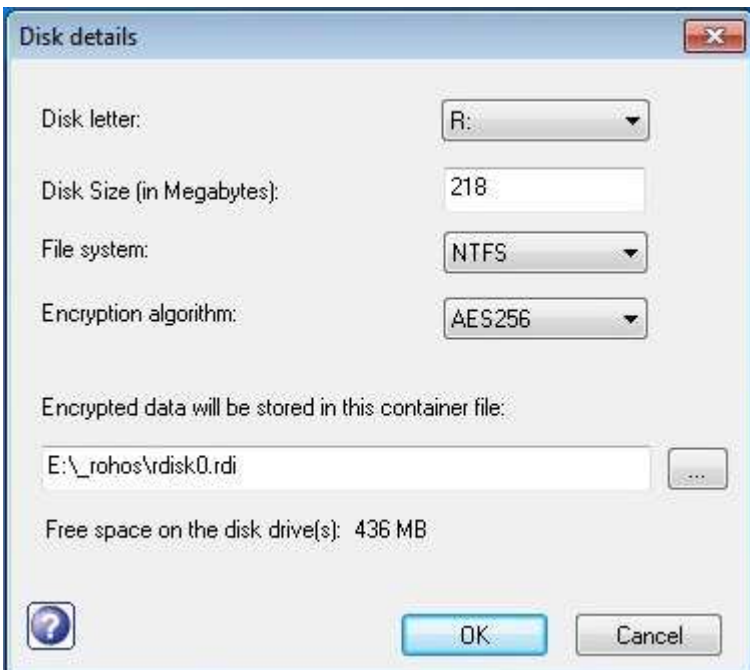 Disk details
Disk letter: R:
Disk Size (in Megabytes): 218
File system: NTFS
Encryption algorithm: AES256
Encrypted data will be stored in this container file:
E:\_rohos\rdisk0.rdi ...
Free space on the disk drive(s): 436 MB
? OK Cancel